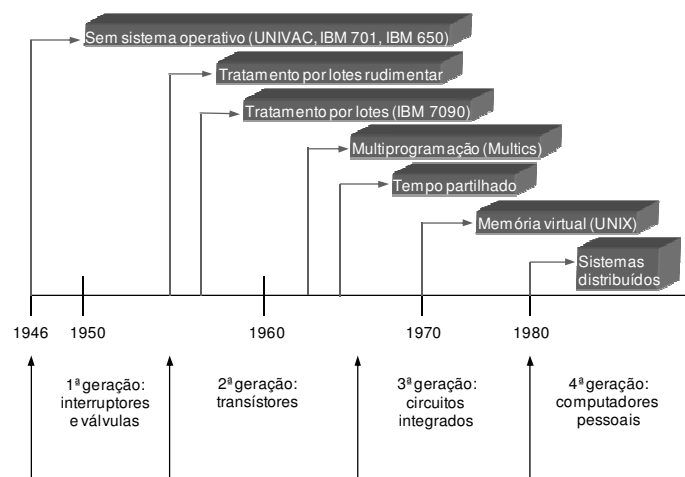 Sem sistema operativo (UNIVAC, IBM 701, IBM 650)
Tratamento por lotes rudimentar
Tratamento por lotes (IBM 7090)
Multiprogramação (Multics)
Tempo partilhado
Memória virtual (UNIX)
Sistemas
distribuídos
1946 1950 1960 1970 1980
1ª geração:
interruptores
e válvulas
2ª geração:
transístores
3ª geração:
circuitos
integrados
4ª geração:
computadores
pessoais